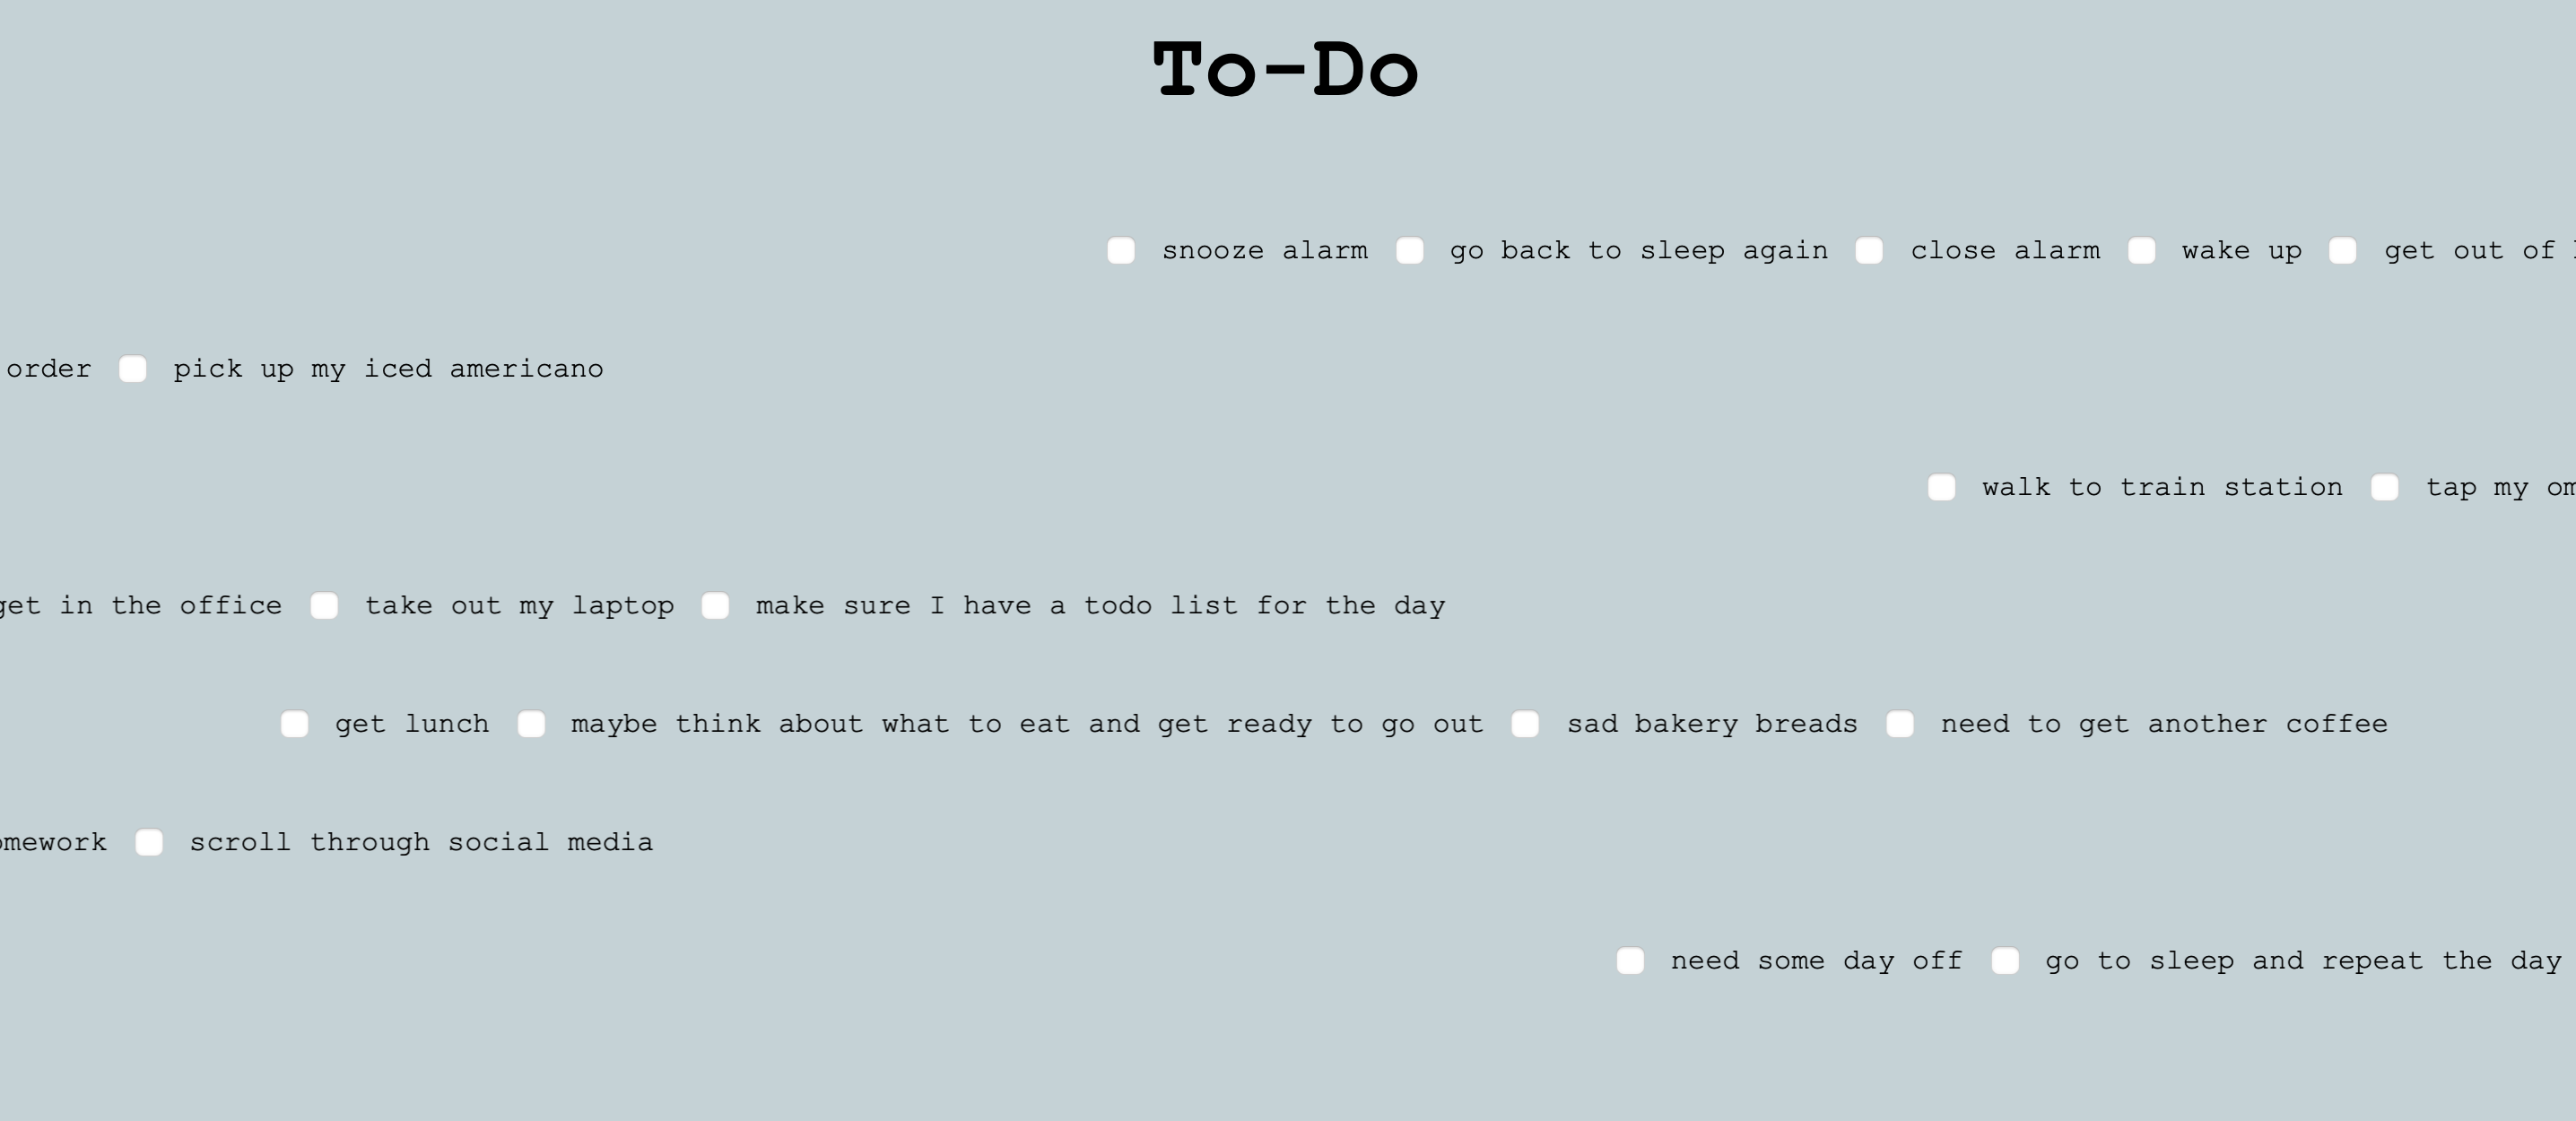 To-Do
snooze alarm go back to sleep again close alarm wake up get out of
order pick up my iced americano
walk to train station tap my
get in the office take out my laptop make sure I have a todo list for the day
get lunch maybe think about what to eat and get ready to go out sad bakery breads need to get another coffee
scroll through social media
need some day off go to sleep and repeat the day